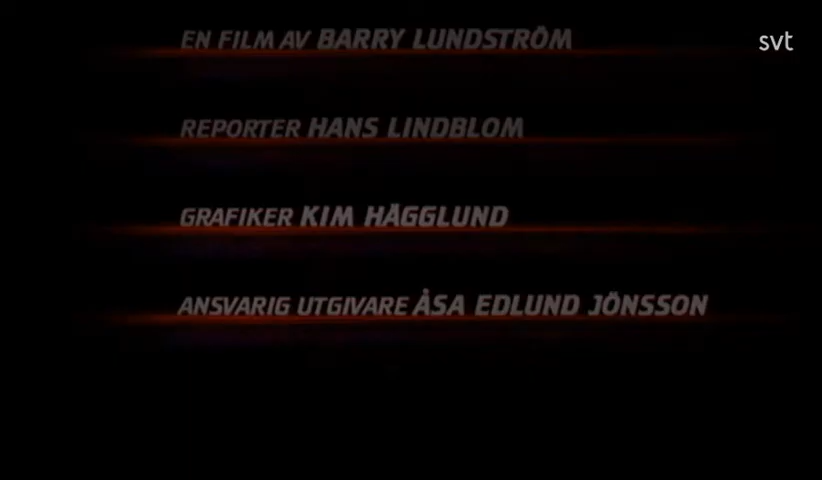 EN FILM AV BARRY LUNDSTRÖM
svt
REPORTER HANS LINDBLOM
GRAFIKER KIM HÄGGLUND
ANSVARIG UTGIVARE ÅSA EDLUND JÖNSSON